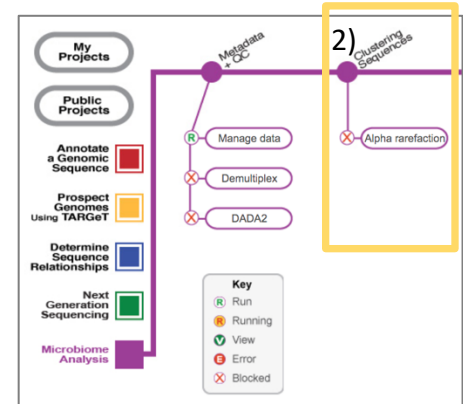 My
Projects
Public
Projects
Annotate
a Genomic
Sequence
Prospect
Genomes
Using TARGeT
Determine
Sequence
Relationships
Next
Generation
Sequencing
Microbiome
Analysis
Metadata
+ QC
R
Manage data
Demultiplex
DADA2
2)
Clustering
Sequences
Alpha rarefaction
Key
R Run
R Running
V View
E Error
X Blocked